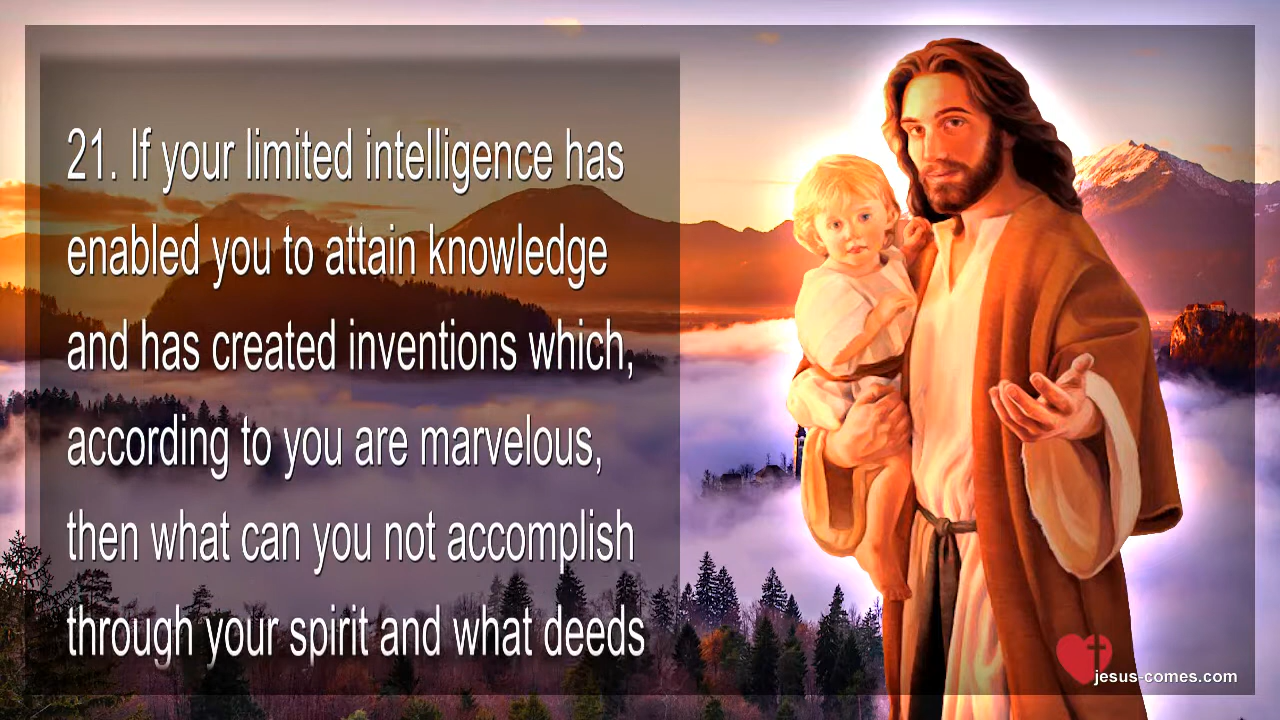 21. If your limited intelligence has
enabled you to attain knowledge
and has created inventions which,
according to you are marvelous,
then what can you not accomplish
through your spirit and what deeds
jesus-comes.com